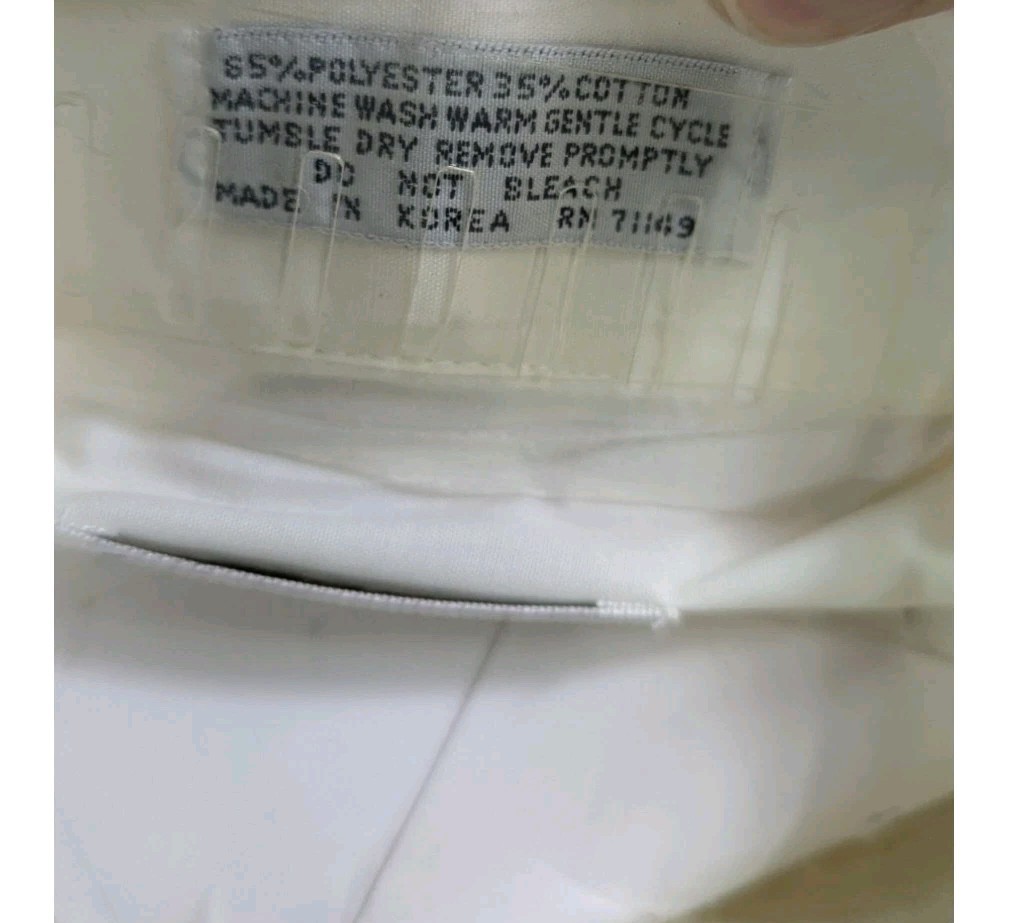 65%POLYESTER 35%COTTON
MACHINE WASH WARM GENTLE CYCLE
TUMBLE DRY REMOVE PROMPTLY
DO NOT BLEACH
MADE IN KOREA RN